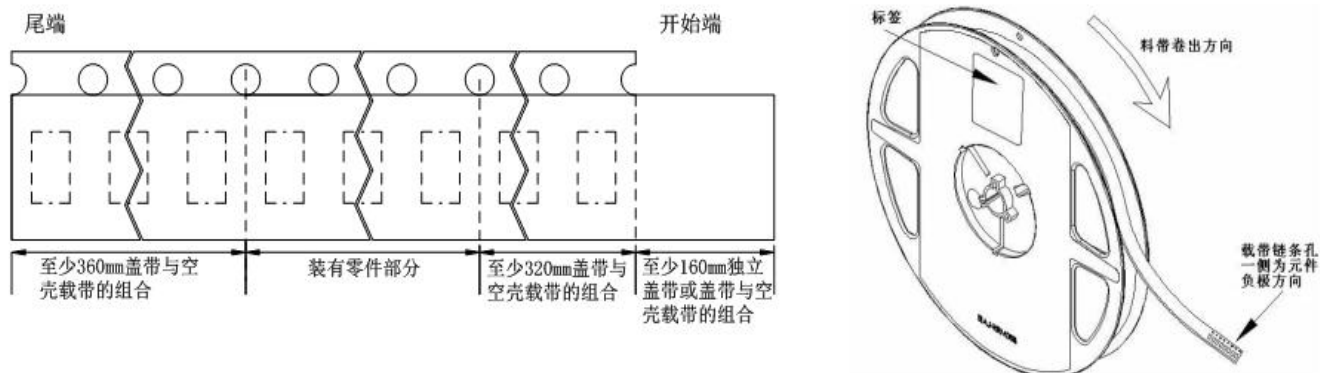 尾端
开始端
至少360mm盖带与空
壳载带的组合
装有零件部分
至少320mm盖带与
空壳载带的组合
至少160mm独立
盖带或盖带与空
壳载带的组合
标签
料带卷出方向
载带链条孔
一侧为元件
负极方向